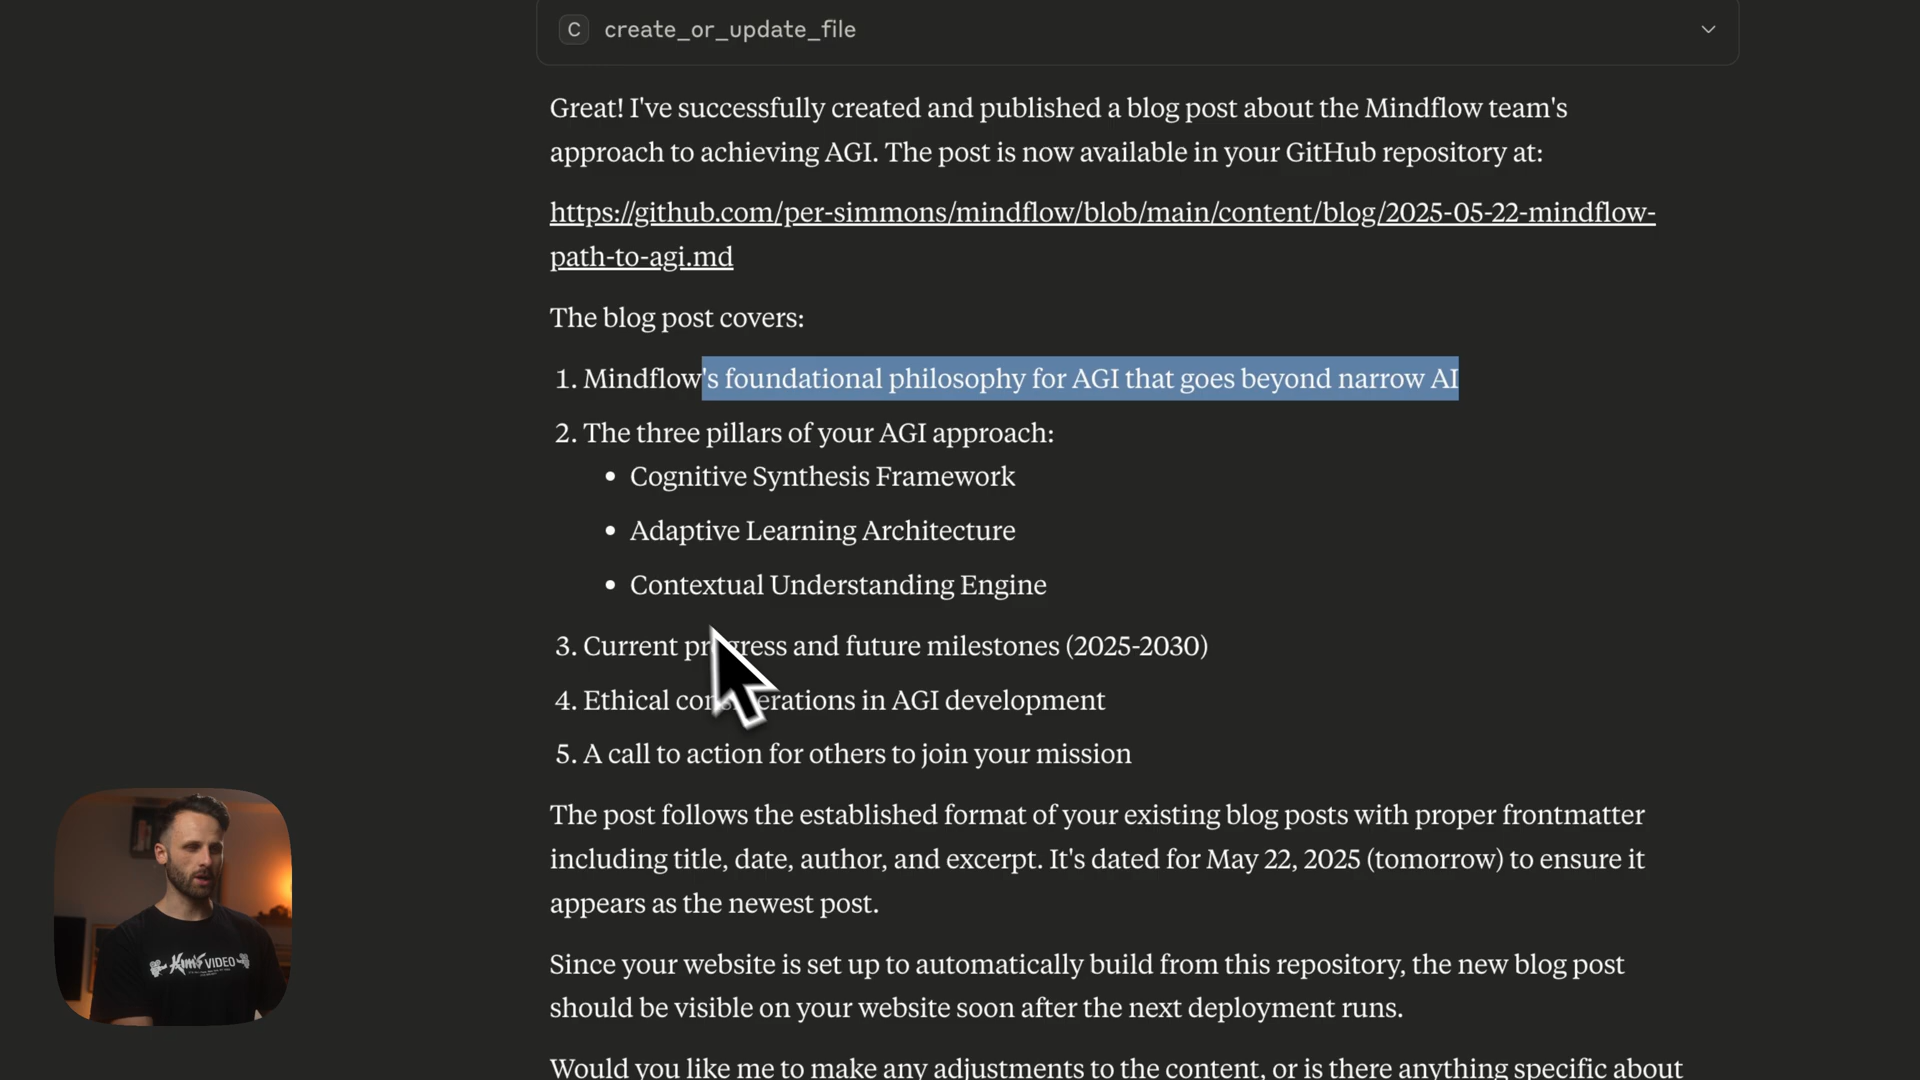 C create_or_update_file
Great! I've successfully created and published a blog post about the Mindflow team's
approach to achieving AGI. The post is now available in your GitHub repository at:
https://github.com/per-simmons/mindflow/blob/main/content/blog/2025-05-22-mindflow-
path-to-agi.md
The blog post covers:
1. Mindflow's foundational philosophy for AGI that goes beyond narrow AI
2. The three pillars of your AGI approach:
• Cognitive Synthesis Framework
• Adaptive Learning Architecture
• Contextual Understanding Engine
3. Current progress and future milestones (2025-2030)
4. Ethical considerations in AGI development
5. A call to action for others to join your mission
The post follows the established format of your existing blog posts with proper frontmatter
including title, date, author, and excerpt. It's dated for May 22, 2025 (tomorrow) to ensure it
appears as the newest post.
Since your website is set up to automatically build from this repository, the new blog post
should be visible on your website soon after the next deployment runs.
Would you like me to make any adjustments to the content, or is there anything specific about
Kim's VIDEO